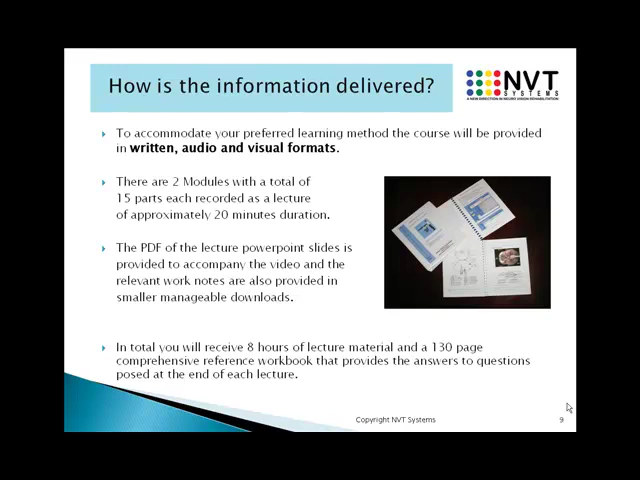 How is the information delivered?
NVT
SYSTEMS
A NEW DIRECTION IN NEURO VISION REHABILITATION
To accommodate your preferred learning method the course will be provided
in written, audio and visual formats.
There are 2 Modules with a total of
15 parts each recorded as a lecture
of approximately 20 minutes duration.
The PDF of the lecture powerpoint slides is
provided to accompany the video and the
relevant work notes are also provided in
smaller manageable downloads.
In total you will receive 8 hours of lecture material and a 130 page
comprehensive reference workbook that provides the answers to questions
posed at the end of each lecture.
Copyright NVT Systems
9